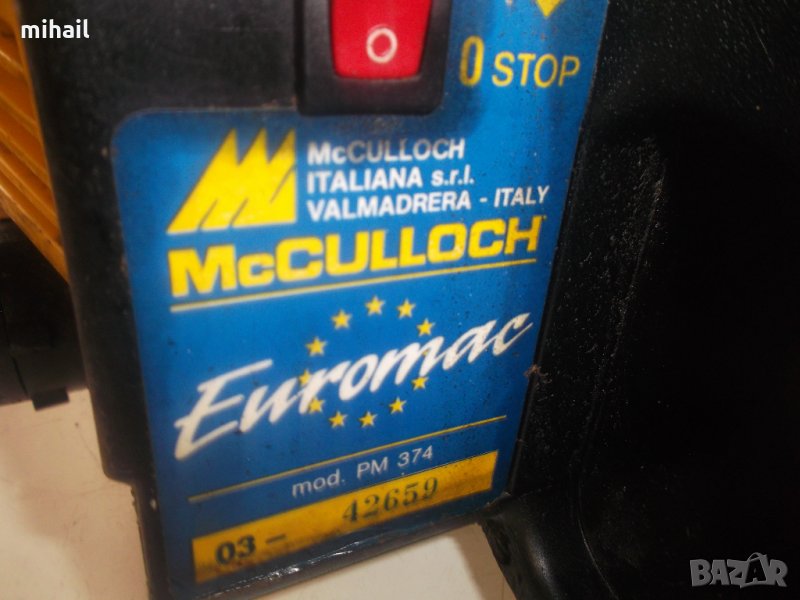 mihail
O
0 STOP
McCULLOCH
ITALIANA s.r.l.
VALMADRERA - ITALY
McCULLOCH
Euromac
mod. PM 374
03 - 42659
BAZAR